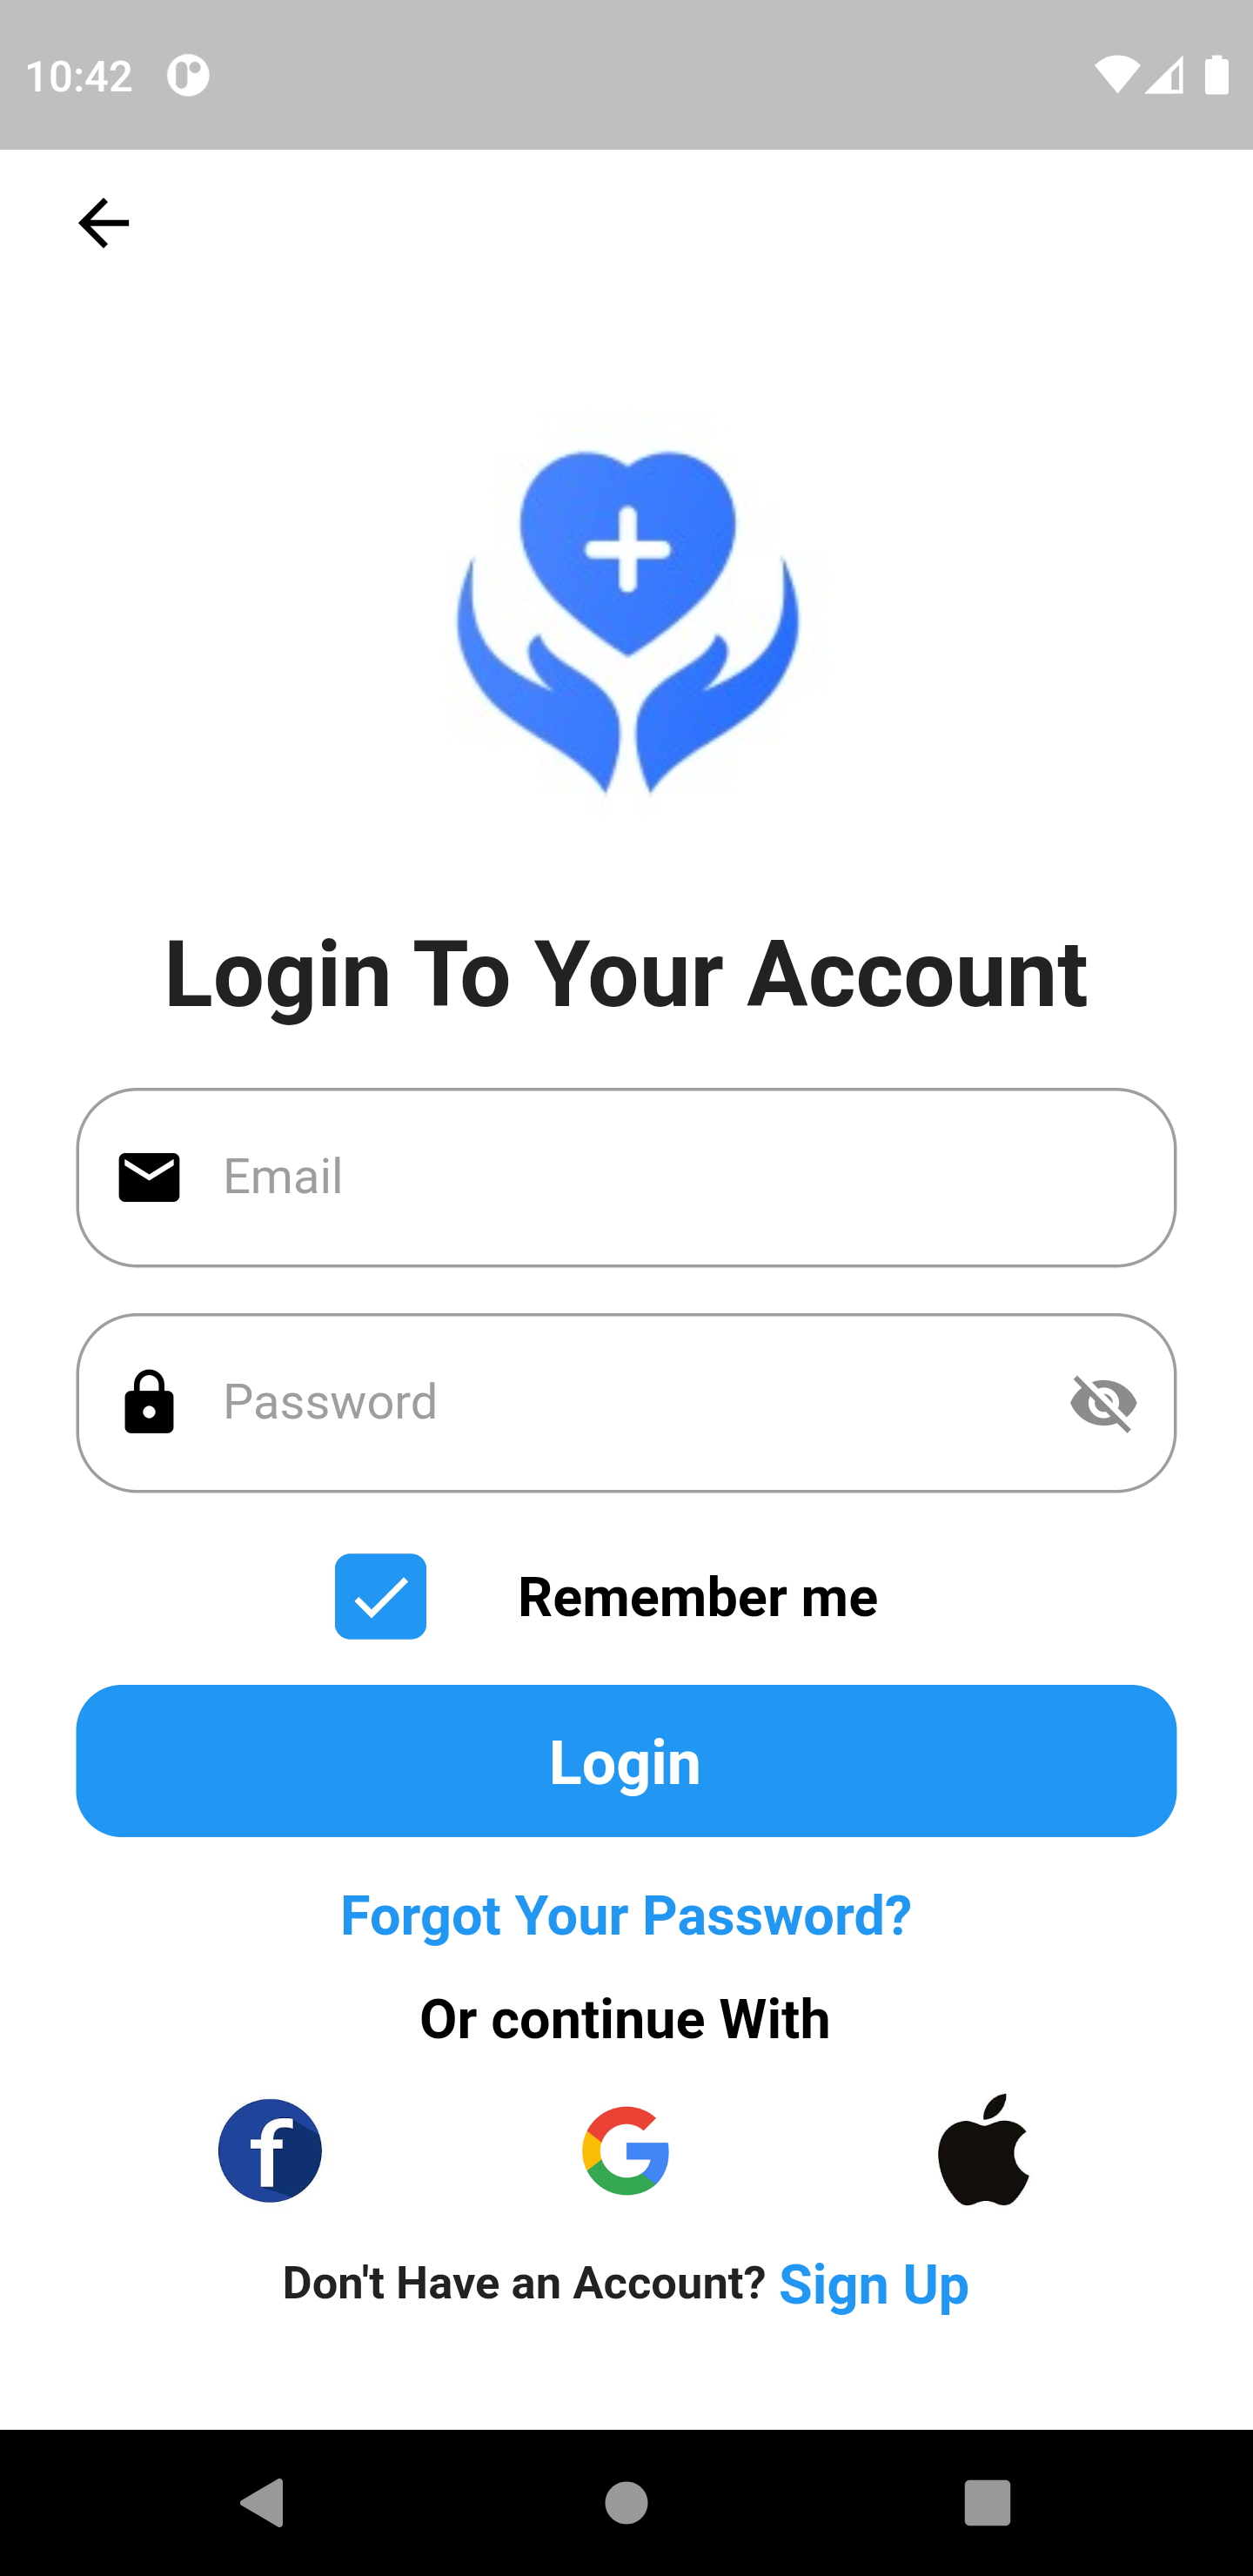 10:42
Login To Your Account
Email
Password
Remember me
Login
Forgot Your Password?
Or continue With
Don't Have an Account? Sign Up